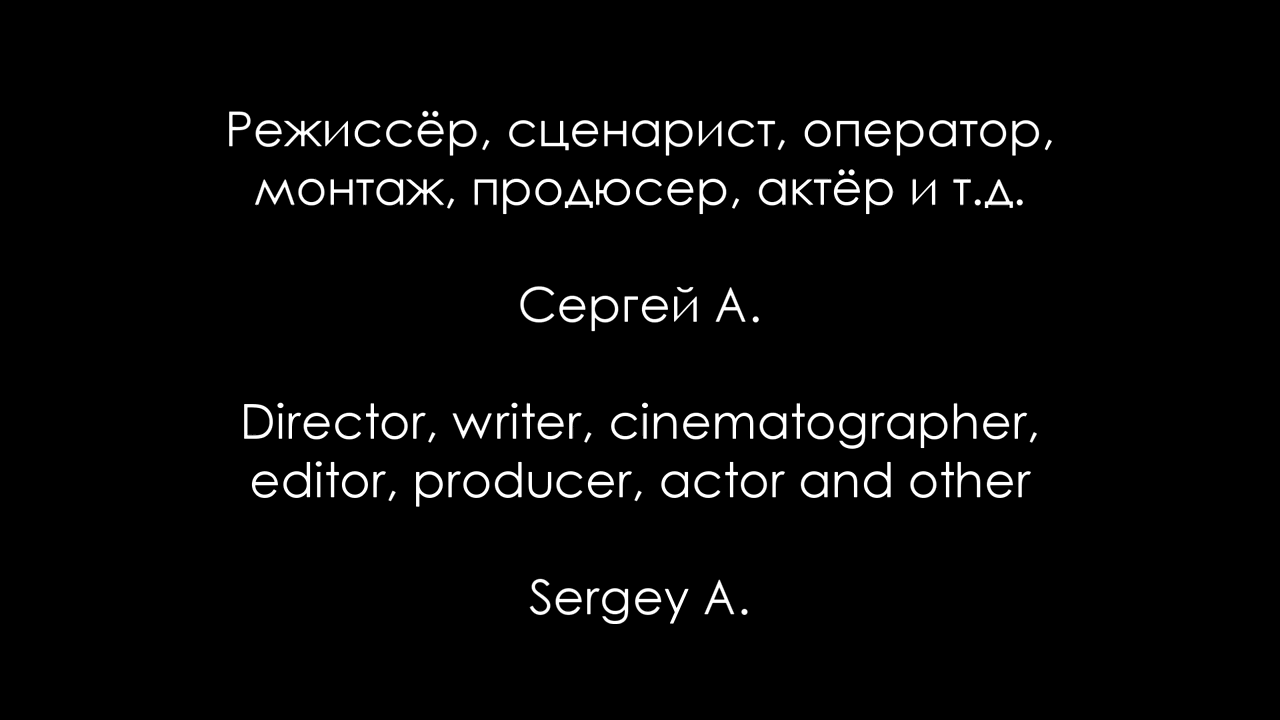 Режиссёр, сценарист, оператор,
монтаж, продюсер, актёр и т.д.
Сергей А.
Director, writer, cinematographer,
editor, producer, actor and other
Sergey A.